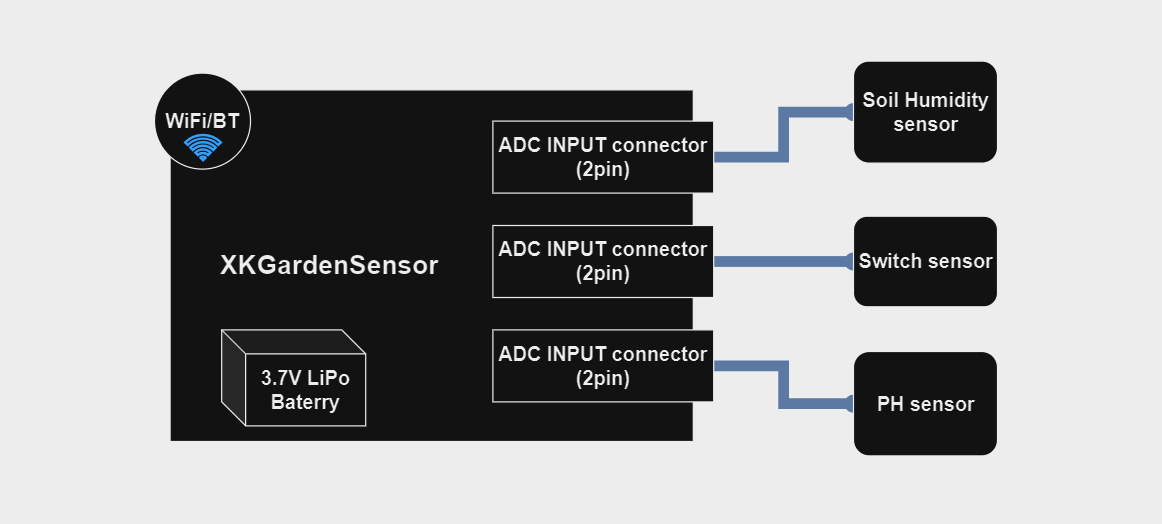 WiFi/BT
ADC INPUT connector
(2pin)
Soil Humidity
sensor
XKGardenSensor
ADC INPUT connector
(2pin)
Switch sensor
3.7V LiPo
Baterry
ADC INPUT connector
(2pin)
PH sensor